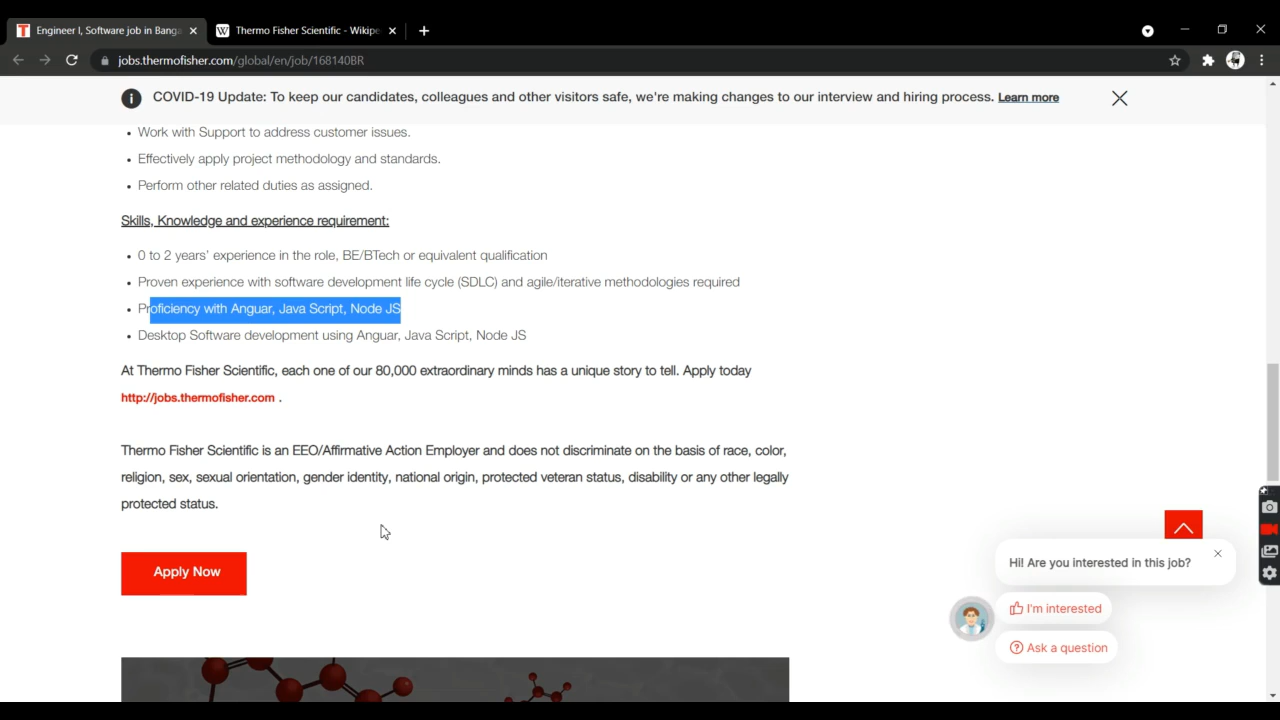 Engineer I, Software job in Banga
Thermo Fisher Scientific - Wikipe
jobs.thermofisher.com/global/en/job/168140BR
COVID-19 Update: To keep our candidates, colleagues and other visitors safe, we're making changes to our interview and hiring process. Learn more
Work with Support to address customer issues.
Effectively apply project methodology and standards.
Perform other related duties as assigned.
Skills, Knowledge and experience requirement:
0 to 2 years' experience in the role, BE/BTech or equivalent qualification
Proven experience with software development life cycle (SDLC) and agile/iterative methodologies required
Proficiency with Anguar, Java Script, Node JS
Desktop Software development using Anguar, Java Script, Node JS
At Thermo Fisher Scientific, each one of our 80,000 extraordinary minds has a unique story to tell. Apply today
http://jobs.thermofisher.com .
Thermo Fisher Scientific is an EEO/Affirmative Action Employer and does not discriminate on the basis of race, color,
religion, sex, sexual orientation, gender identity, national origin, protected veteran status, disability or any other legally
protected status.
Apply Now
Hi! Are you interested in this job?
I'm interested
Ask a question